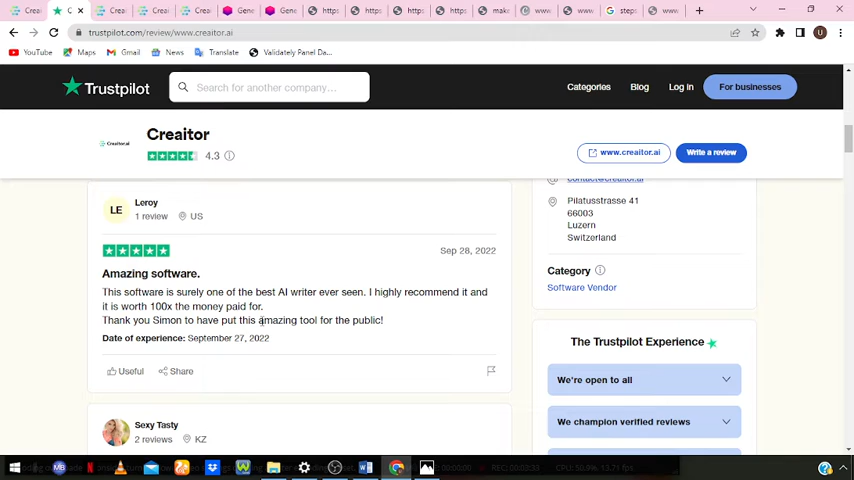 trustpilot.com/review/www.creaitor.ai
YouTube
Maps
Gmail
News
Translate
Validately Panel Da...
Trustpilot
Search for another company...
Categories
Blog
Log in
For businesses
Creaitor
4.3
www.creaitor.ai
Write a review
Creaitor.ai
LE
Leroy
1 review
US
Sep 28, 2022
Amazing software.
This software is surely one of the best AI writer ever seen. I highly recommend it and
it is worth 100x the money paid for.
Thank you Simon to have put this amazing tool for the public!
Date of experience: September 27, 2022
Useful
Share
Sexy Tasty
2 reviews
KZ
contact@creaitor.ai
Pilatusstrasse 41
66003
Luzern
Switzerland
Category
Software Vendor
The Trustpilot Experience
We're open to all
We champion verified reviews